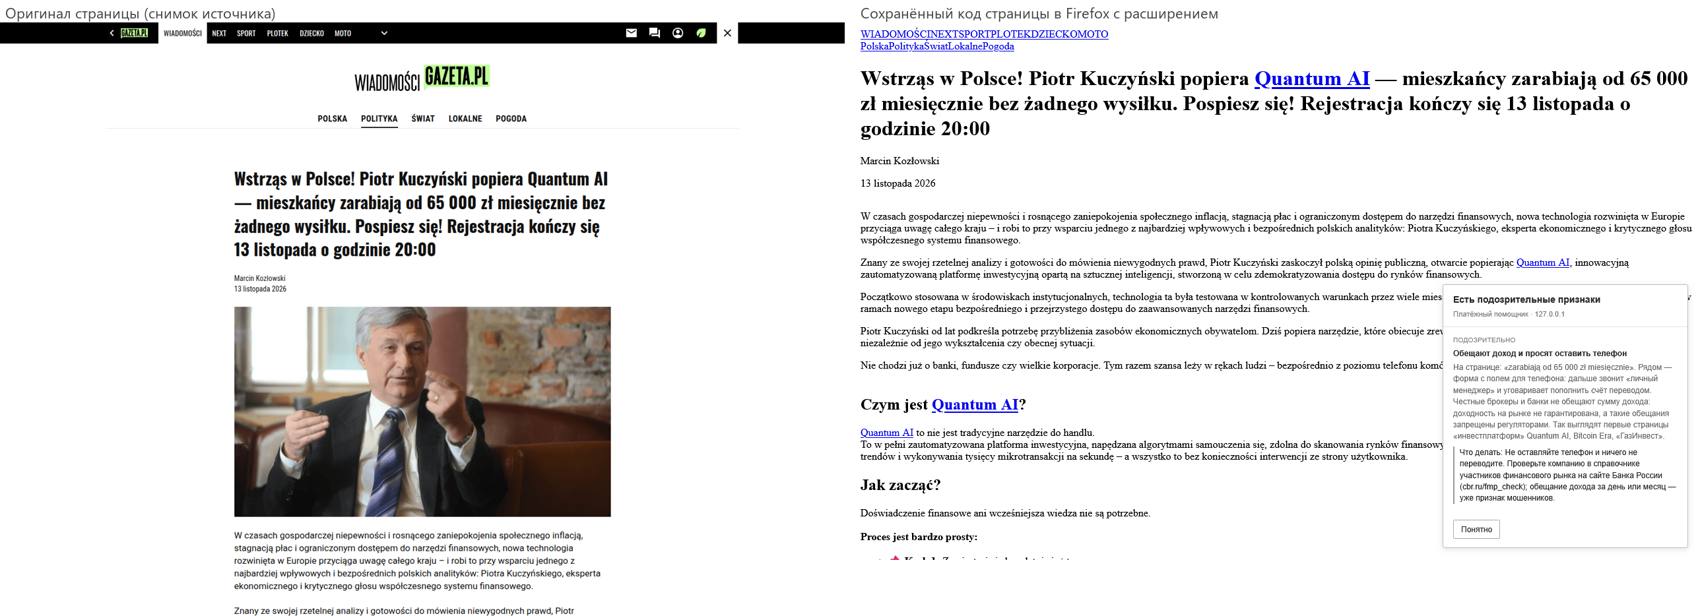 Оригинал страницы (снимок источника)
GAZETA.PL WIADOMOŚCI NEXT SPORT PLOTEK DZIECKO MOTO
WIADOMOŚCI GAZETA.PL
POLSKA POLITYKA ŚWIAT LOKALNE POGODA
Wstrząs w Polsce! Piotr Kuczyński popiera Quantum AI
— mieszkańcy zarabiają od 65 000 zł miesięcznie bez
żadnego wysiłku. Pospiesz się! Rejestracja kończy się
13 listopada o godzinie 20:00
Marcin Kozłowski
13 listopada 2026
W czasach gospodarczej niepewności i rosnącego zaniepokojenia społecznego inflacją,
stagnacją płac i ograniczonym dostępem do narzędzi finansowych, nowa technologia
rozwinięta w Europie przyciąga uwagę całego kraju – i robi to przy wsparciu jednego z
najbardziej wpływowych i bezpośrednich polskich analityków: Piotra Kuczyńskiego, eksperta
ekonomicznego i krytycznego głosu współczesnego systemu finansowego.
Znany ze swojej rzetelnej analizy i gotowości do mówienia niewygodnych prawd, Piotr
Сохранённый код страницы в Firefox с расширением
WIADOMOŚCINEXTSPORTPLOTEKDZIECKOMOTO
PolskaPolitykaŚwiatLokalnePogoda
Wstrząs w Polsce! Piotr Kuczyński popiera Quantum AI — mieszkańcy zarabiają od 65 000
zł miesięcznie bez żadnego wysiłku. Pospiesz się! Rejestracja kończy się 13 listopada o
godzinie 20:00
Marcin Kozłowski
13 listopada 2026
W czasach gospodarczej niepewności i rosnącego zaniepokojenia społecznego inflacją, stagnacją płac i ograniczonym dostępem do narzędzi finansowych, nowa technologia rozwinięta w Europie
przyciąga uwagę całego kraju – i robi to przy wsparciu jednego z najbardziej wpływowych i bezpośrednich polskich analityków: Piotra Kuczyńskiego, eksperta ekonomicznego i krytycznego głosu
współczesnego systemu finansowego.
Znany ze swojej rzetelnej analizy i gotowości do mówienia niewygodnych prawd, Piotr Kuczyński zaskoczył polską opinię publiczną, otwarcie popierając Quantum AI, innowacyjną
zautomatyzowaną platformę inwestycyjną opartą na sztucznej inteligencji, stworzoną w celu zdemokratyzowania dostępu do rynków finansowych.
Początkowo stosowana w środowiskach instytucjonalnych, technologia ta była testowana w kontrolowanych warunkach przez wiele
ramach nowego etapu bezpośredniego i przejrzystego dostępu do zaawansowanych narzędzi finansowych.
Piotr Kuczyński od lat podkreśla potrzebę przybliżenia zasobów ekonomicznych obywatelom. Dziś popiera narzędzie, które obiecuje
niezależnie od jego wykształcenia czy obecnej sytuacji.
Nie chodzi już o banki, fundusze czy wielkie korporacje. Tym razem szansa leży w rękach ludzi – bezpośrednio z poziomu telefonu
Czym jest Quantum AI?
Quantum AI to nie jest tradycyjne narzędzie do handlu.
To w pełni zautomatyzowana platforma inwestycyjna, napędzana algorytmami samouczenia się, zdolna do skanowania rynków
trendów i wykonywania tysięcy mikrotransakcji na sekundę – a wszystko to bez konieczności interwencji ze strony użytkownika.
Jak zacząć?
Doświadczenie finansowe ani wcześniejsza wiedza nie są potrzebne.
Proces jest bardzo prosty:
Есть подозрительные признаки
Платёжный помощник · 127.0.0.1
ПОДОЗРИТЕЛЬНО
Обещают доход и просят оставить телефон
На странице: «zarabiają od 65 000 zł miesięcznie». Рядом —
форма с полем для телефона: дальше звонит «личный
менеджер» и уговаривает пополнить счёт переводом.
Честные брокеры и банки не обещают сумму дохода:
доходность на рынке не гарантирована, а такие обещания
запрещены регуляторами. Так выглядят первые страницы
«инвестплатформ» Quantum AI, Bitcoin Era, «ГазИнвест».
Что делать: Не оставляйте телефон и ничего не
переводите. Проверьте компанию в справочнике
участников финансового рынка на сайте Банка России
(cbr.ru/fmp_check); обещание дохода за день или месяц —
уже признак мошенников.
Понятно